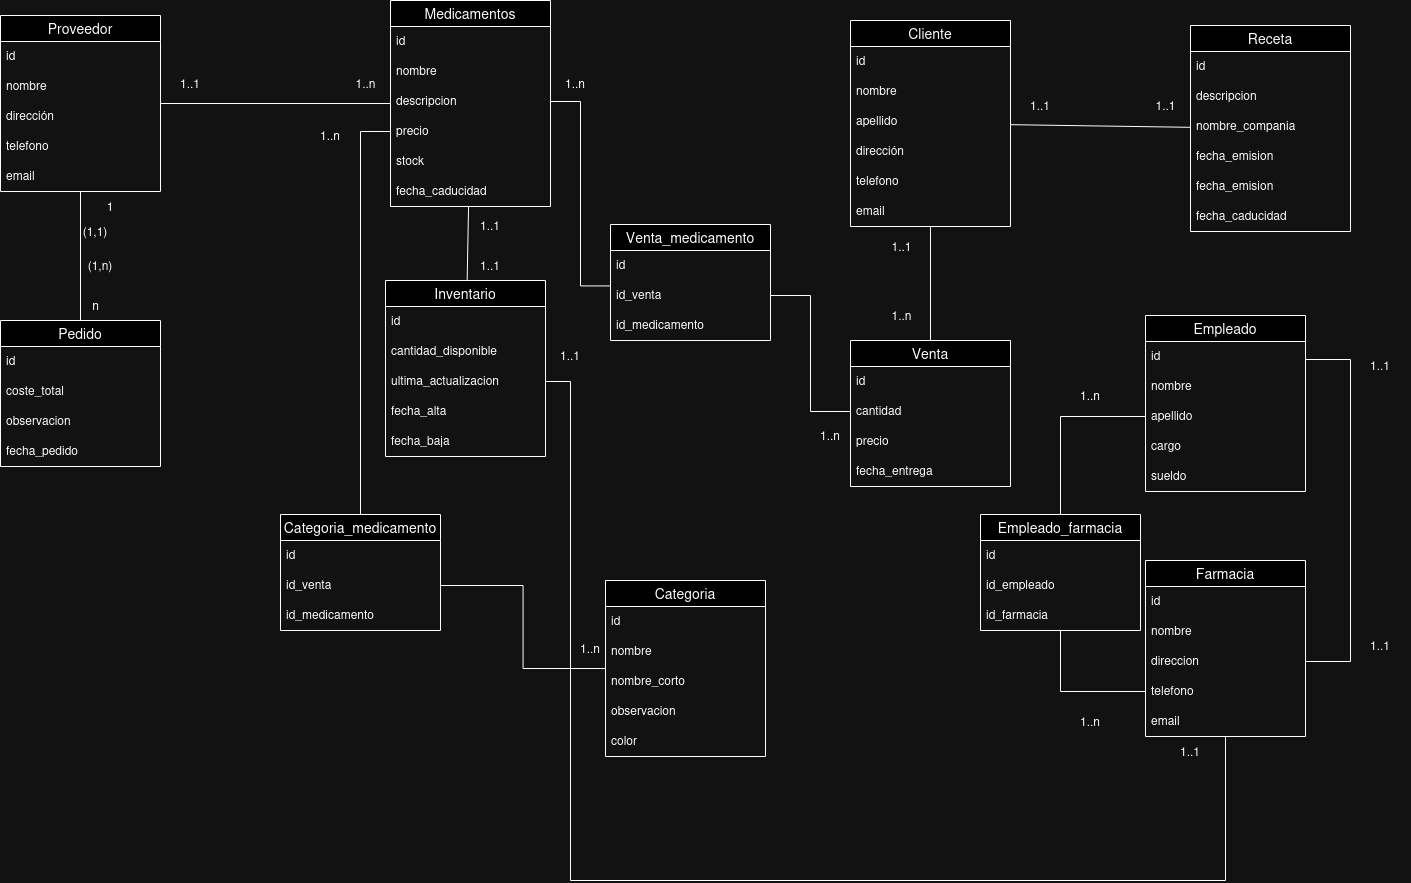 Proveedor
id
nombre
dirección
telefono
email
1..1
1..n
Medicamentos
id
nombre
descripcion
precio
stock
fecha_caducidad
1..n
1..n
1
(1,1)
(1,n)
n
Pedido
id
coste_total
observacion
fecha_pedido
1..1
1..1
Inventario
id
cantidad_disponible
ultima_actualizacion
fecha_alta
fecha_baja
1..1
Venta_medicamento
id
id_venta
id_medicamento
Cliente
id
nombre
apellido
dirección
telefono
email
1..1
1..1
Receta
id
descripcion
nombre_compania
fecha_emision
fecha_emision
fecha_caducidad
1..1
1..n
Venta
id
cantidad
precio
fecha_entrega
1..n
Empleado
id
nombre
apellido
cargo
sueldo
1..1
1..n
Categoria_medicamento
id
id_venta
id_medicamento
1..n
Categoria
id
nombre
nombre_corto
observacion
color
Empleado_farmacia
id
id_empleado
id_farmacia
Farmacia
id
nombre
direccion
telefono
email
1..1
1..n
1..1